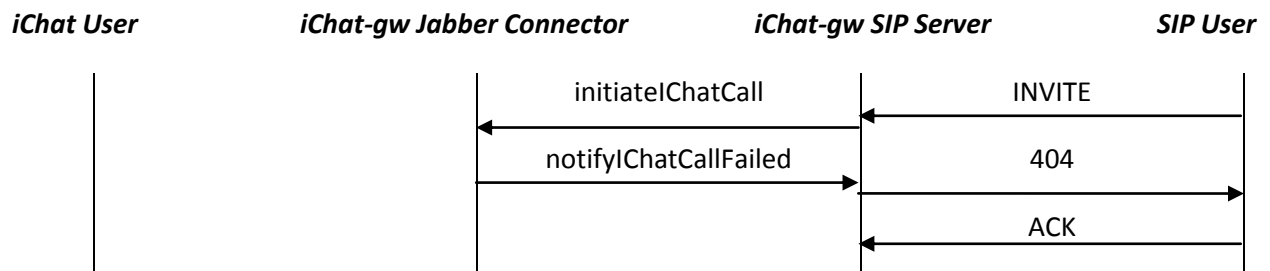 iChat User iChat-gw Jabber Connector iChat-gw SIP Server SIP User
initiateIChatCall INVITE
notifyIChatCallFailed 404
ACK